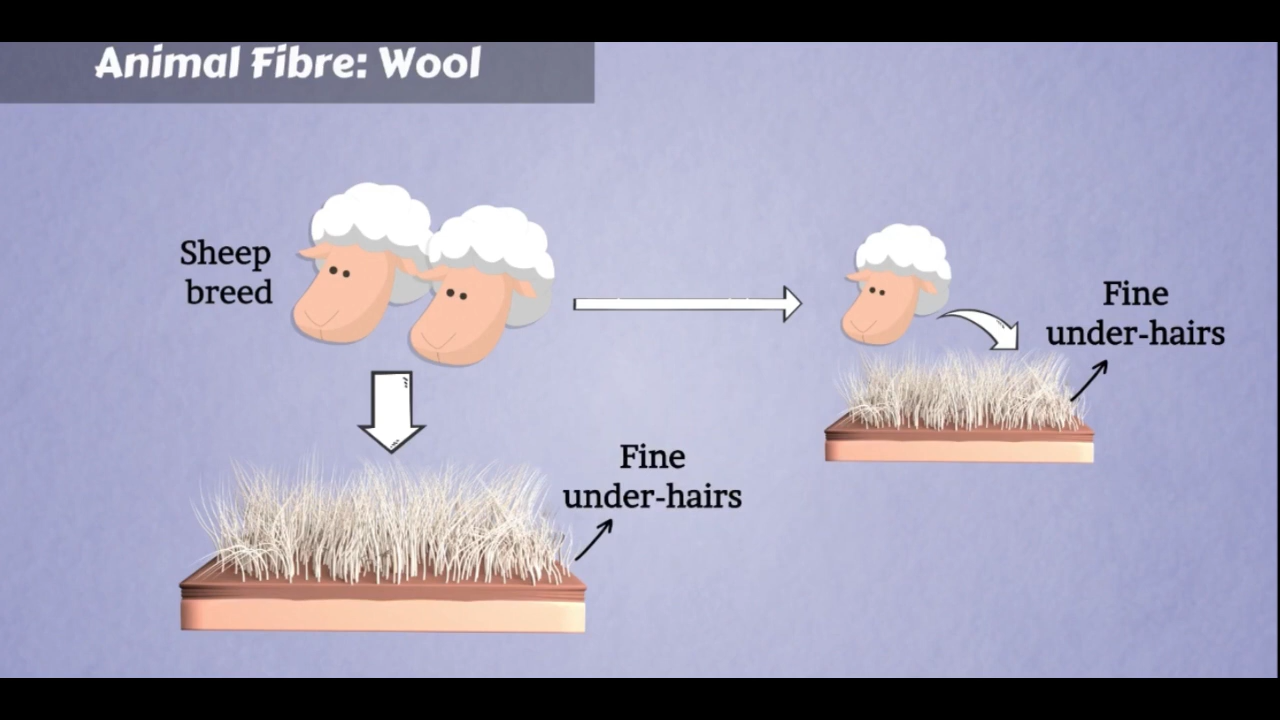 Animal Fibre: Wool
Sheep
breed
Fine
under-hairs
Fine
under-hairs